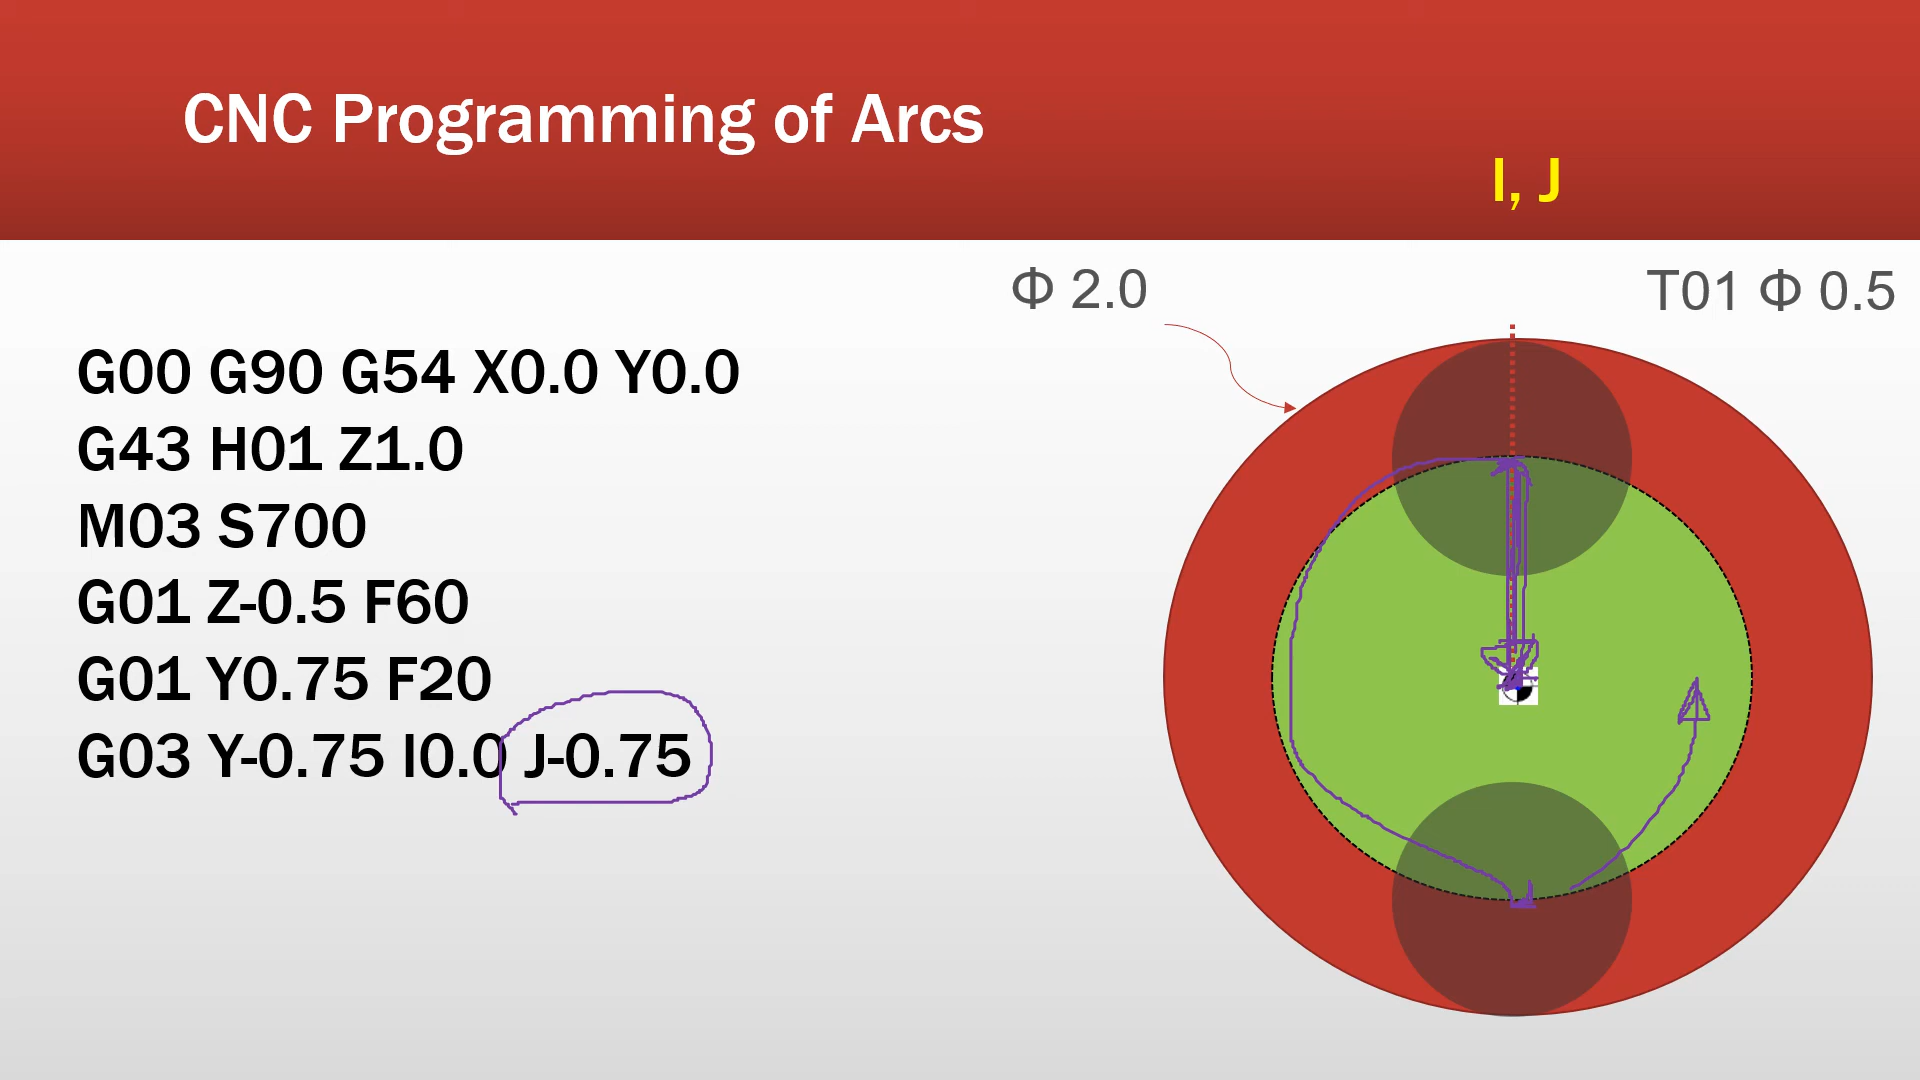 CNC Programming of Arcs
I, J
Φ 2.0
T01 Φ 0.5
G00 G90 G54 X0.0 Y0.0
G43 H01 Z1.0
M03 S700
G01 Z-0.5 F60
G01 Y0.75 F20
G03 Y-0.75 I0.0 J-0.75